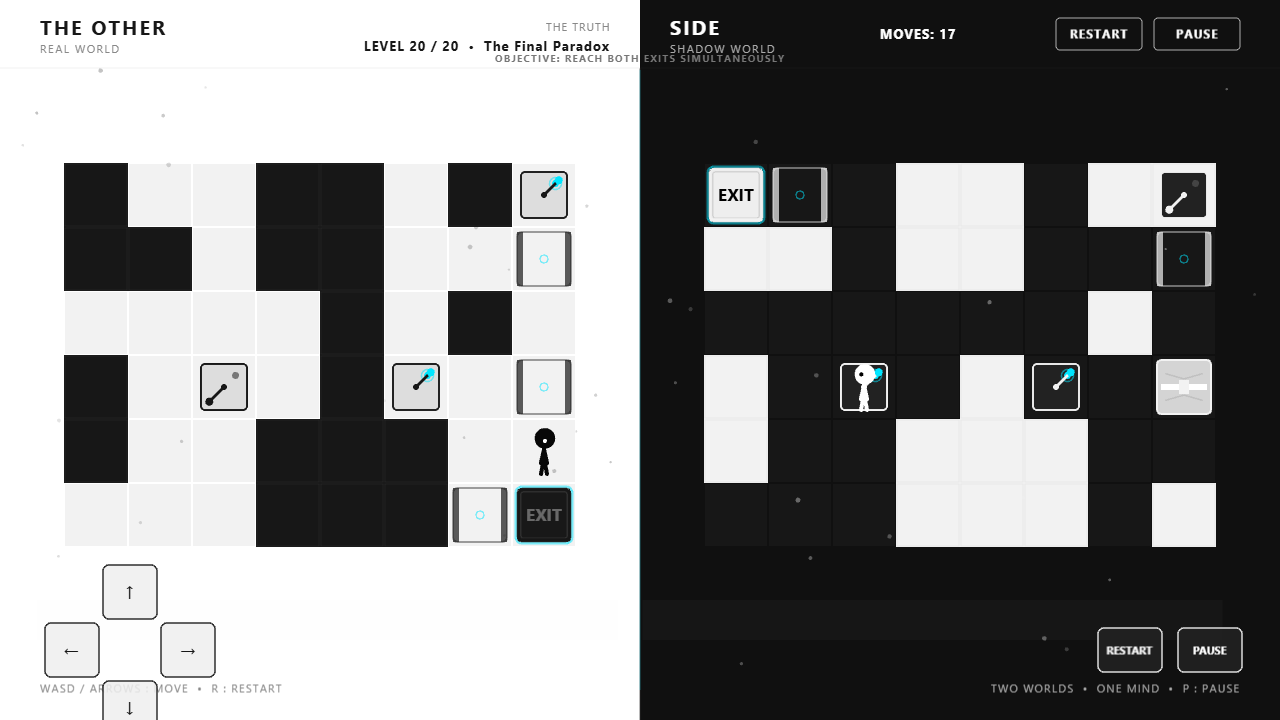 THE OTHER
REAL WORLD
THE TRUTH
LEVEL 20 / 20 • The Final Paradox
OBJECTIVE: REACH BOTH EXITS SIMULTANEOUSLY
SIDE
SHADOW WORLD
MOVES: 17
RESTART
PAUSE
EXIT
EXIT
↑
←
→
↓
WASD / ARROWS : MOVE • R : RESTART
RESTART
PAUSE
TWO WORLDS • ONE MIND • P : PAUSE